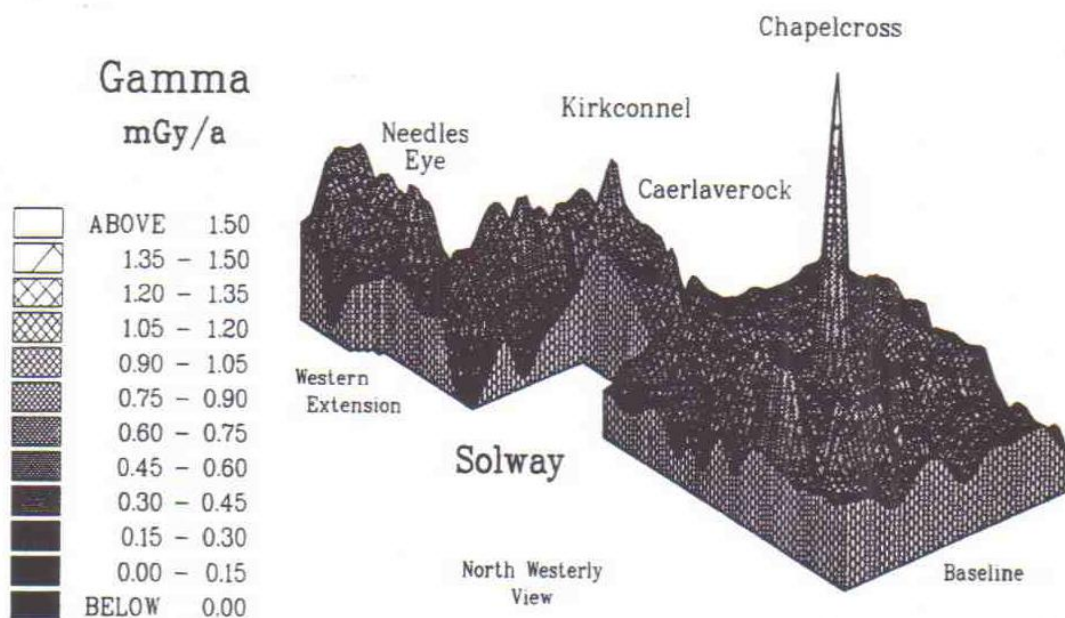 Gamma
mGy/a
ABOVE 1.50
1.35 - 1.50
1.20 - 1.35
1.05 - 1.20
0.90 - 1.05
0.75 - 0.90
0.60 - 0.75
0.45 - 0.60
0.30 - 0.45
0.15 - 0.30
0.00 - 0.15
BELOW 0.00
Chapelcross
Kirkconnel
Needles
Eye
Caerlaverock
Western
Extension
Solway
North Westerly
View
Baseline